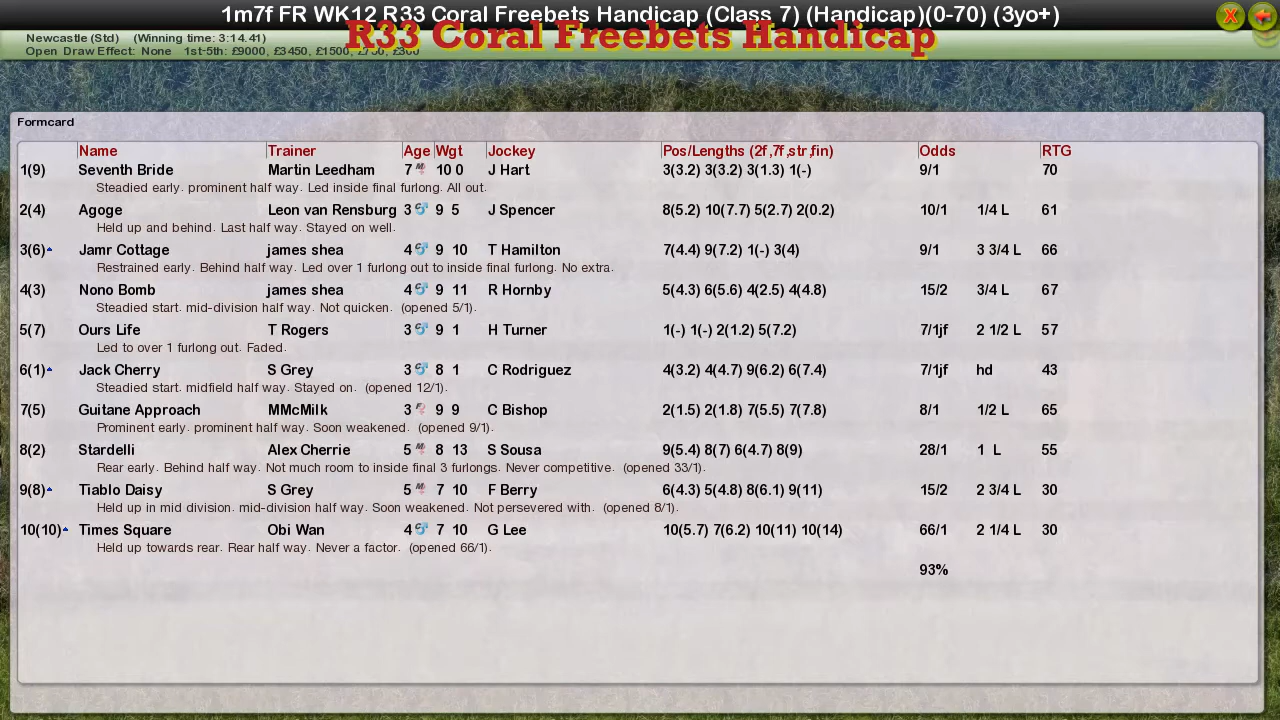 1m7f FR WK12 R33 Coral Freebets Handicap (Class 7) (Handicap)(0-70) (3yo+)
R33 Coral Freebets Handicap
Newcastle (Std) (Winning time: 3:14.41)
Open Draw Effect: None 1st-5th: £9000, £3450, £1500, £750, £300
Formcard
Name Trainer Age Wgt Jockey Pos/Lengths (2f,7f,str,fin) Odds RTG
1(9) Seventh Bride Martin Leedham 7 10 0 J Hart 3(3.2) 3(3.2) 3(1.3) 1(-) 9/1 70
Steadied early. prominent half way. Led inside final furlong. All out.
2(4) Agoge Leon van Rensburg 3 9 5 J Spencer 8(5.2) 10(7.7) 5(2.7) 2(0.2) 10/1 1/4 L 61
Held up and behind. Last half way. Stayed on well.
3(6) Jamr Cottage james shea 4 9 10 T Hamilton 7(4.4) 9(7.2) 1(-) 3(4) 9/1 3 3/4 L 66
Restrained early. Behind half way. Led over 1 furlong out to inside final furlong. No extra.
4(3) Nono Bomb james shea 4 9 11 R Hornby 5(4.3) 6(5.6) 4(2.5) 4(4.8) 15/2 3/4 L 67
Steadied start. mid-division half way. Not quicken. (opened 5/1).
5(7) Ours Life T Rogers 3 9 1 H Turner 1(-) 1(-) 2(1.2) 5(7.2) 7/1jf 2 1/2 L 57
Led to over 1 furlong out. Faded.
6(1) Jack Cherry S Grey 3 8 1 C Rodriguez 4(3.2) 4(4.7) 9(6.2) 6(7.4) 7/1jf hd 43
Steadied start. midfield half way. Stayed on. (opened 12/1).
7(5) Guitane Approach MMcMilk 3 9 9 C Bishop 2(1.5) 2(1.8) 7(5.5) 7(7.8) 8/1 1/2 L 65
Prominent early. prominent half way. Soon weakened. (opened 9/1).
8(2) Stardelli Alex Cherrie 5 8 13 S Sousa 9(5.4) 8(7) 6(4.7) 8(9) 28/1 1 L 55
Rear early. Behind half way. Not much room to inside final 3 furlongs. Never competitive. (opened 33/1).
9(8) Tiablo Daisy S Grey 5 7 10 F Berry 6(4.3) 5(4.8) 8(6.1) 9(11) 15/2 2 3/4 L 30
Held up in mid division. mid-division half way. Soon weakened. Not persevered with. (opened 8/1).
10(10) Times Square Obi Wan 4 7 10 G Lee 10(5.7) 7(6.2) 10(11) 10(14) 66/1 2 1/4 L 30
Held up towards rear. Rear half way. Never a factor. (opened 66/1).
93%